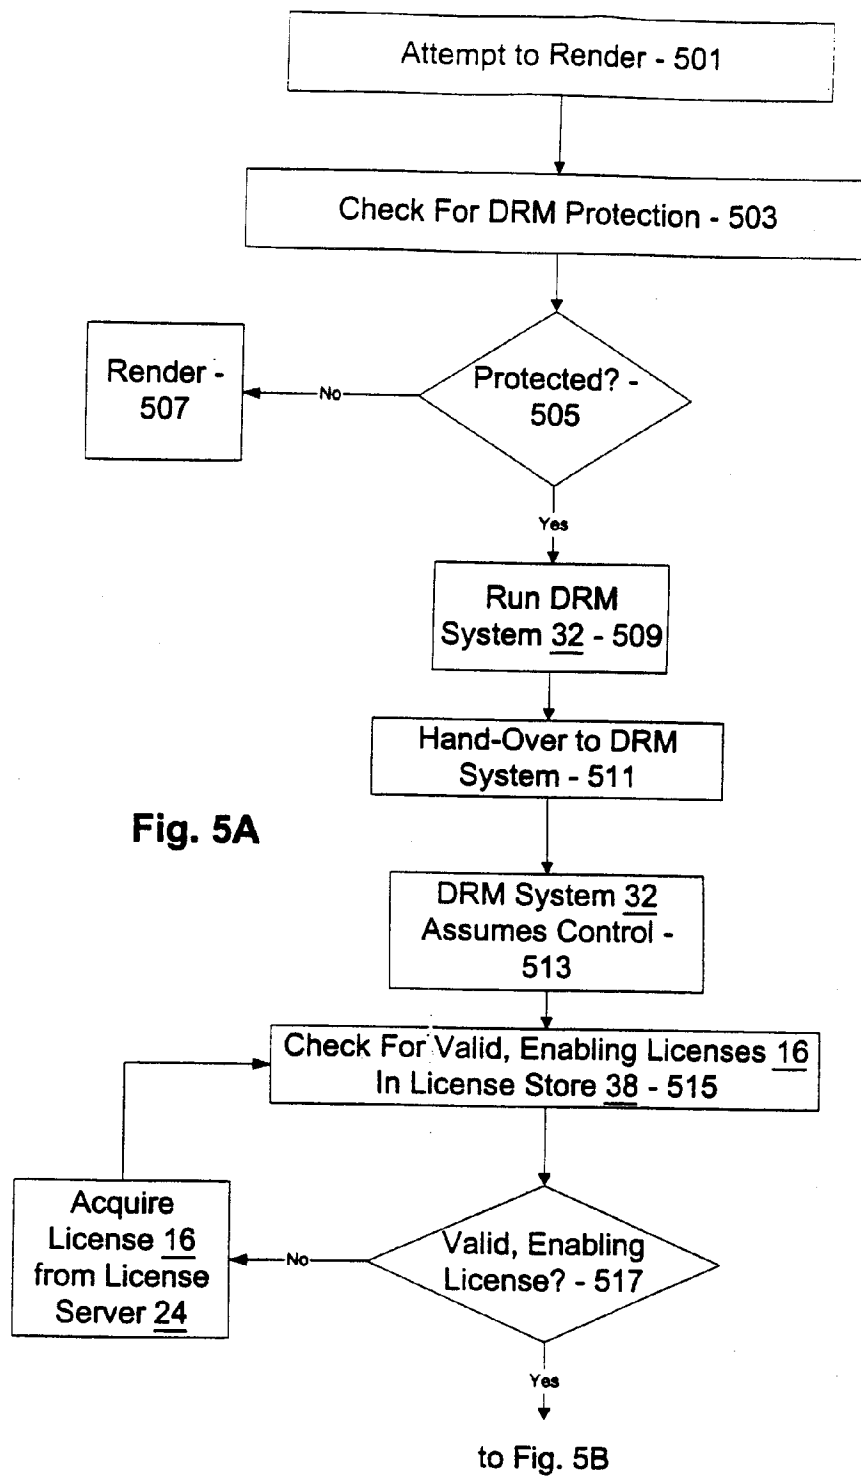 Attempt to Render - 501
Check For DRM Protection - 503
Protected? -
505
No
Render -
507
Yes
Run DRM
System 32 - 509
Hand-Over to DRM
System - 511
Fig. 5A
DRM System 32
Assumes Control -
513
Check For Valid, Enabling Licenses 16
In License Store 38 - 515
Acquire
License 16
from License
Server 24
No
Valid, Enabling
License? - 517
Yes
to Fig. 5B